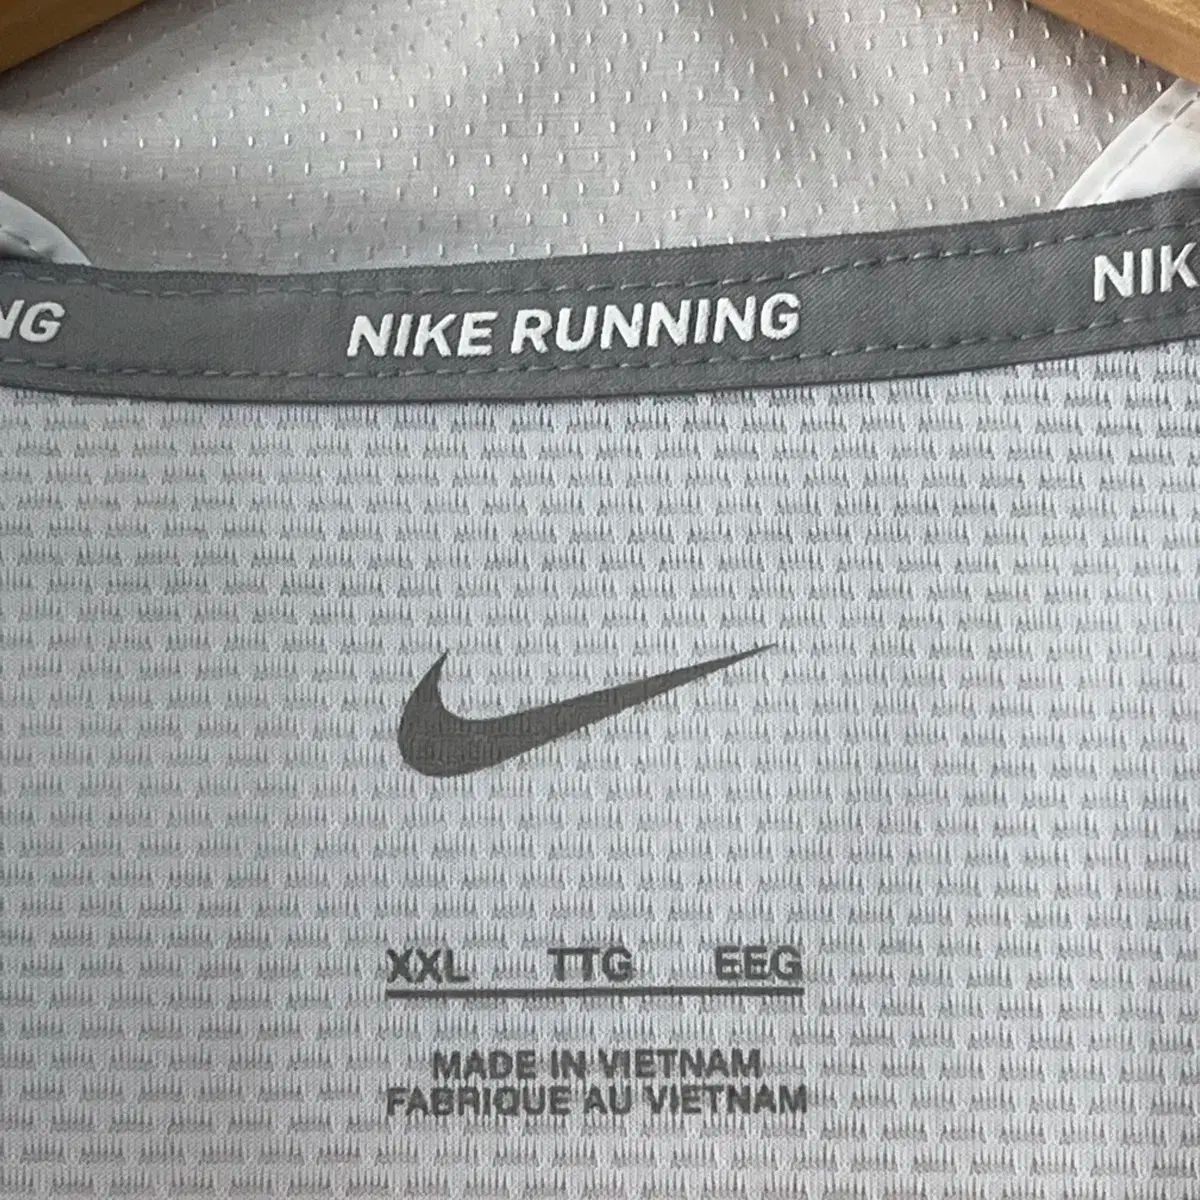 NG NIKE RUNNING NIK
XXL TTG EEG
MADE IN VIETNAM
FABRIQUE AU VIETNAM